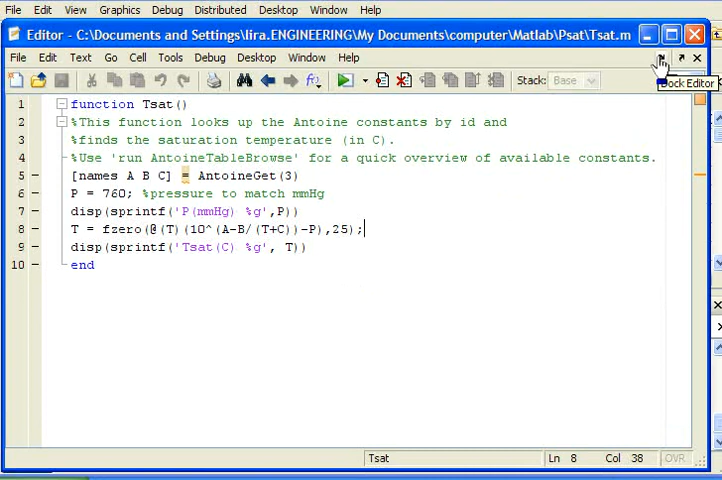 File Edit View Graphics Debug Distributed Desktop Window Help
Editor - C:\Documents and Settings\lira.ENGINEERING\My Documents\computer\Matlab\Psat\Tsat.m
File Edit Text Go Cell Tools Debug Desktop Window Help
Stack: Base
Dock Editor
1 function Tsat()
2 %This function looks up the Antoine constants by id and
3 %finds the saturation temperature (in C).
4 %Use 'run AntoineTableBrowse' for a quick overview of available constants.
5 [names A B C] = AntoineGet(3)
6 P = 760; %pressure to match mmHg
7 disp(sprintf('P(mmHg) %g',P))
8 T = fzero(@(T)(10^(A-B/(T+C))-P),25);
9 disp(sprintf('Tsat(C) %g', T))
10 end
Tsat Ln 8 Col 38 OVR